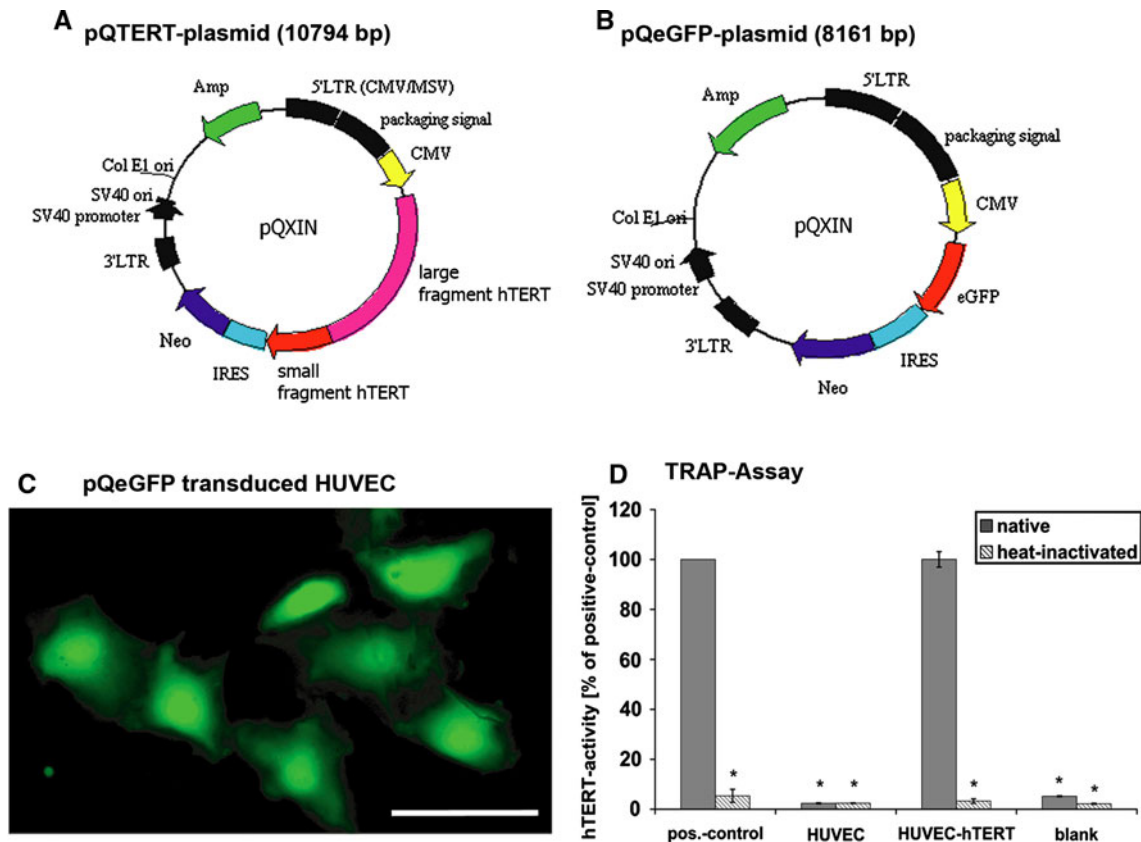 A pQTERT-plasmid (10794 bp)
Amp
5'LTR (CMV/MSV)
packaging signal
CMV
Col E1 ori
SV40 ori
SV40 promoter
pQXIN
3'LTR
large
fragment hTERT
Neo
IRES
small
fragment hTERT
B pQeGFP-plasmid (8161 bp)
5'LTR
Amp
packaging signal
CMV
Col E1 ori
pQXIN
SV40 ori
SV40 promoter
eGFP
3'LTR
IRES
Neo
C pQeGFP transduced HUVEC
D TRAP-Assay
hTERT-activity [% of positive-control]
120
100
80
60
40
20
0
native
heat-inactivated
*
* *
*
* *
pos.-control HUVEC HUVEC-hTERT blank